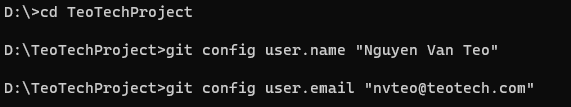 D:\>cd TeoTechProject
D:\TeoTechProject>git config user.name "Nguyen Van Teo"
D:\TeoTechProject>git config user.email "nvteo@teotech.com"